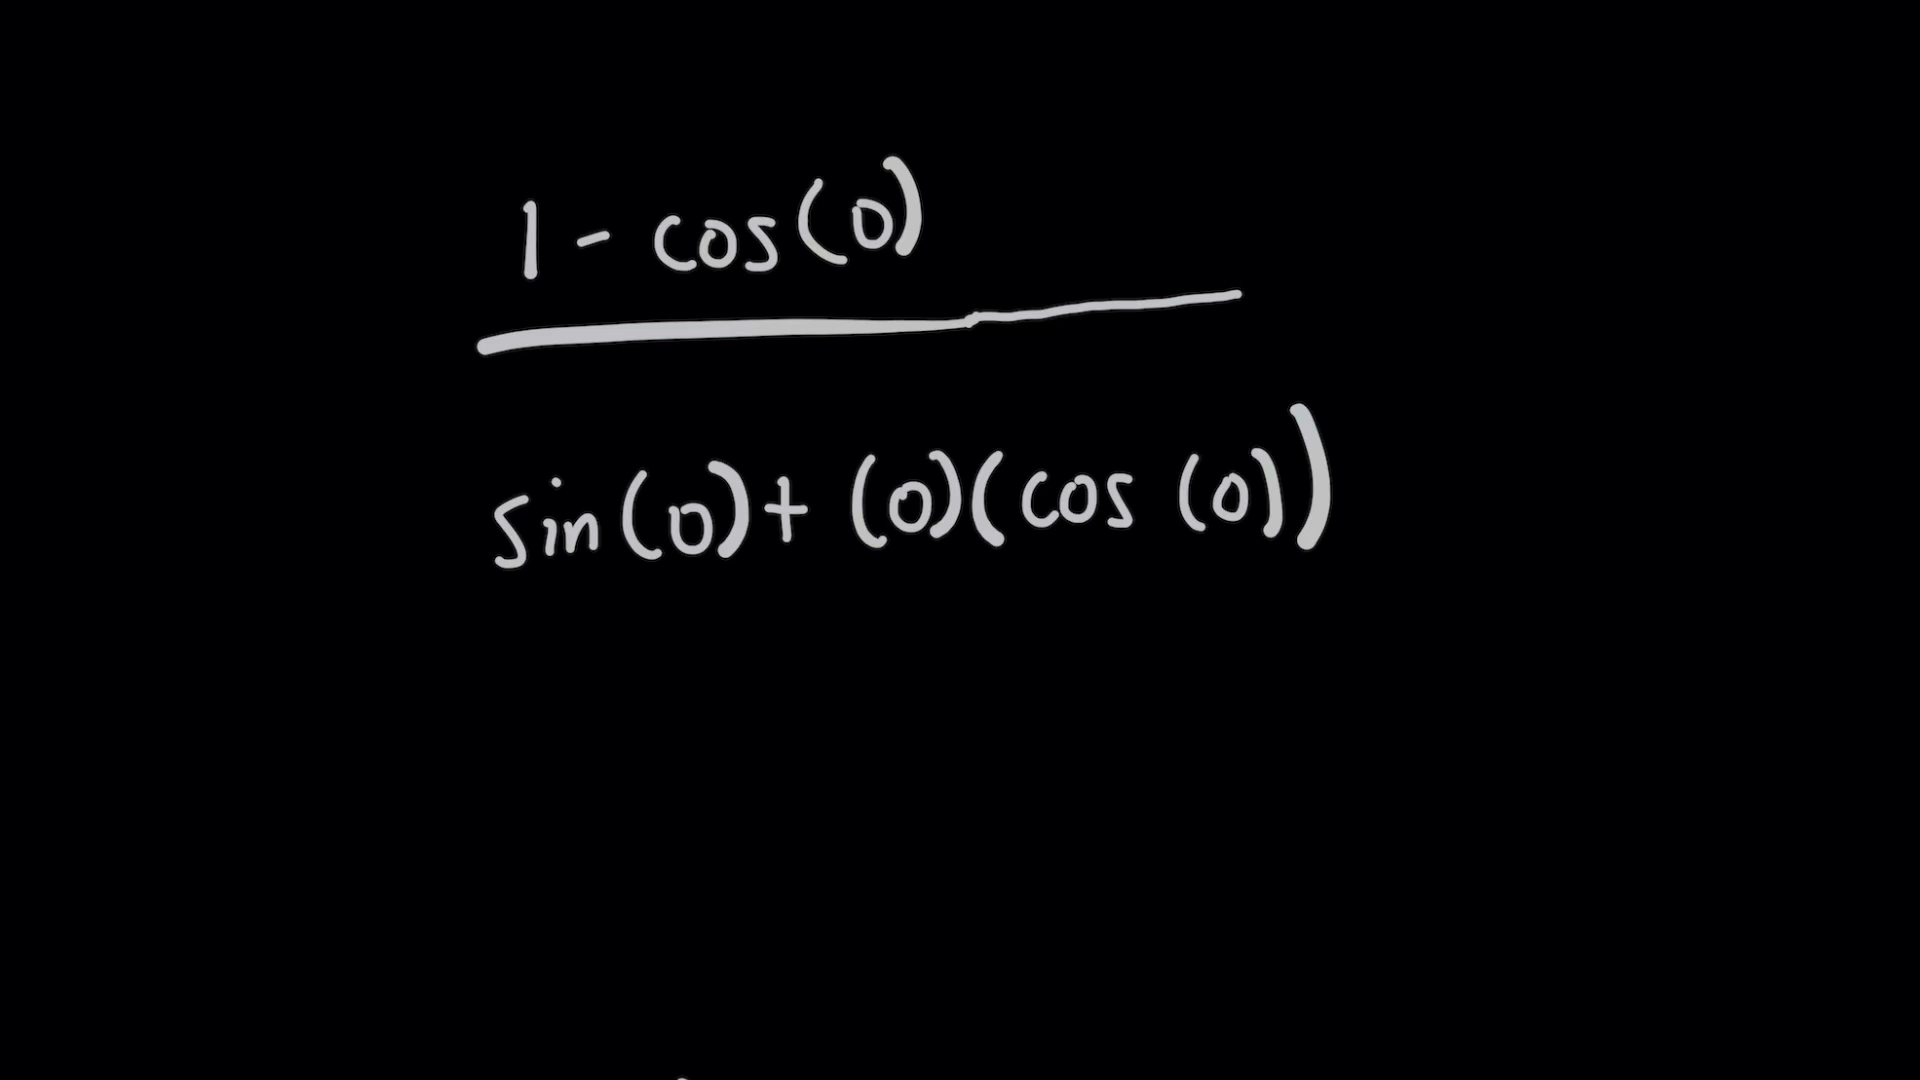 1 - cos(0)
sin(0) + (0)(cos (0))